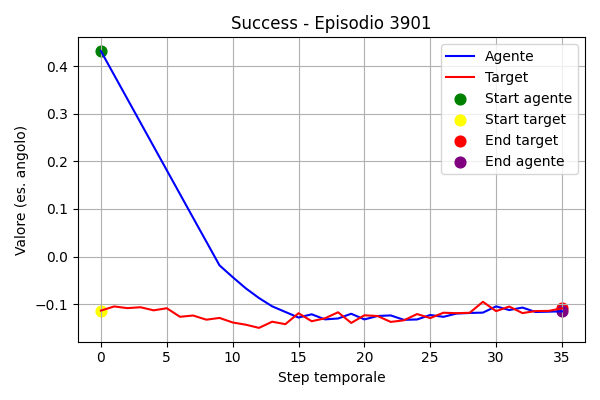 Success - Episodio 3901
Valore (es. angolo)
0.4
0.3
0.2
0.1
0.0
−0.1
Agente
Target
Start agente
Start target
End target
End agente
0 5 10 15 20 25 30 35
Step temporale